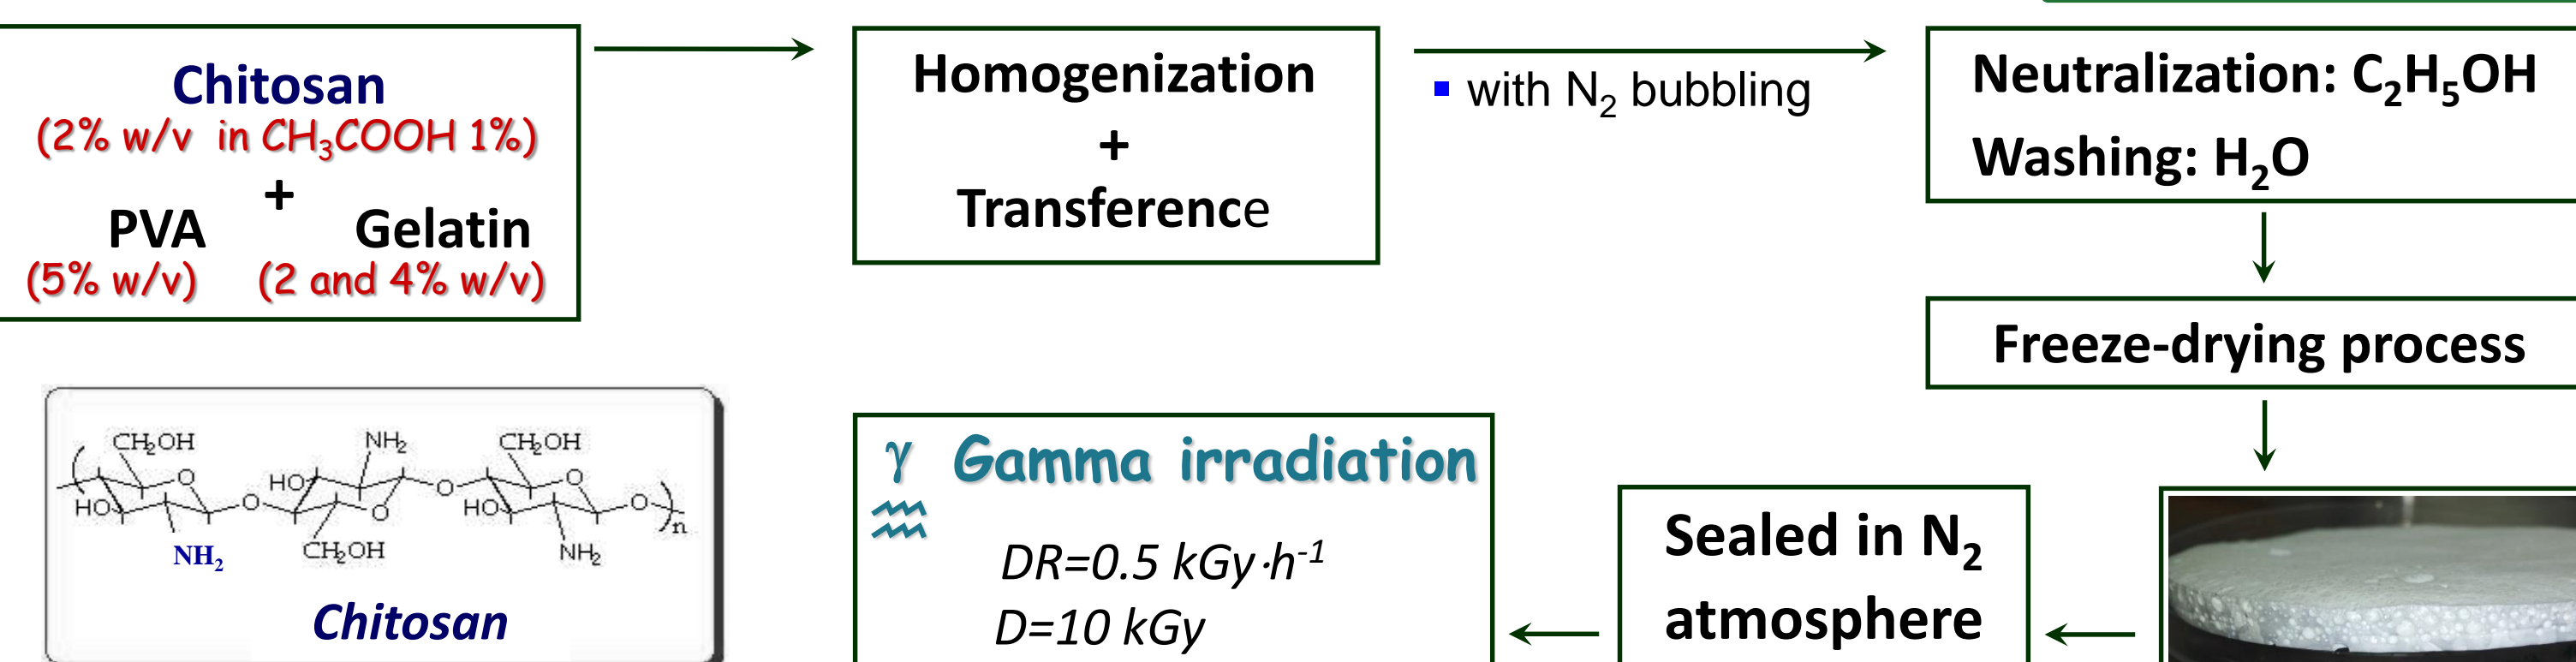 Chitosan
(2% w/v in CH₃COOH 1%)
+
PVA Gelatin
(5% w/v) (2 and 4% w/v)
Homogenization
+
Transference
▪ with N₂ bubbling
Neutralization: C₂H₅OH
Washing: H₂O
Freeze-drying process
CH₂OH NH₂ CH₂OH
HO O O HO O O HO O O n
NH₂ CH₂OH NH₂
Chitosan
γ Gamma irradiation
DR=0.5 kGy·h⁻¹
D=10 kGy
Sealed in N₂
atmosphere